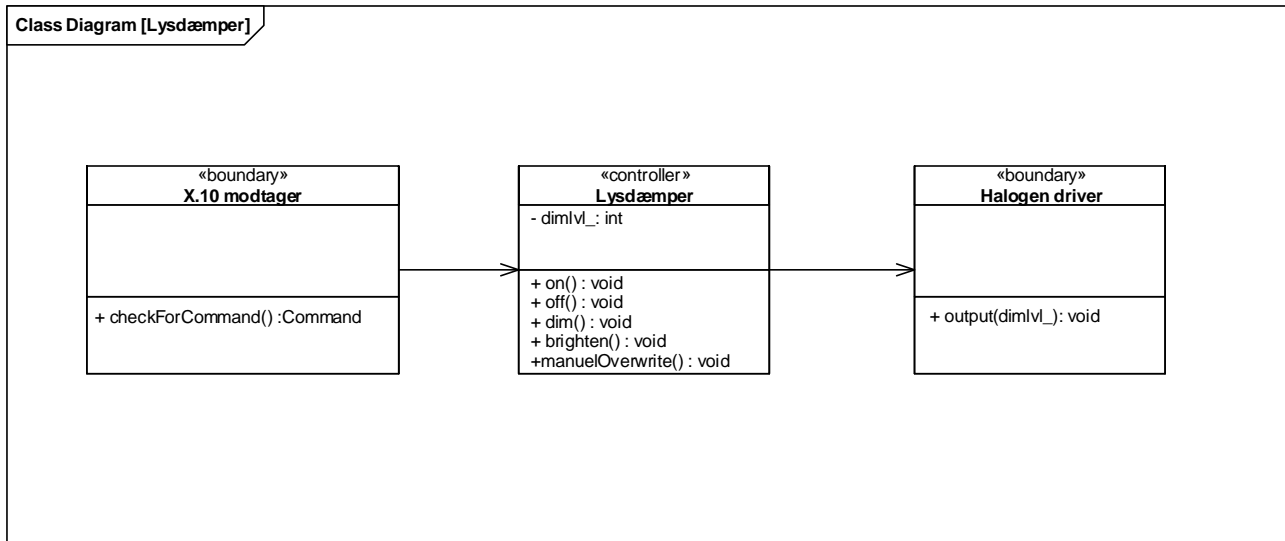 Class Diagram [Lysdæmper]
«boundary»
X.10 modtager
+ checkForCommand() :Command
«controller»
Lysdæmper
- dimlvl_: int
+ on() : void
+ off() : void
+ dim() : void
+ brighten() : void
+manuelOverwrite() : void
«boundary»
Halogen driver
+ output(dimlvl_): void